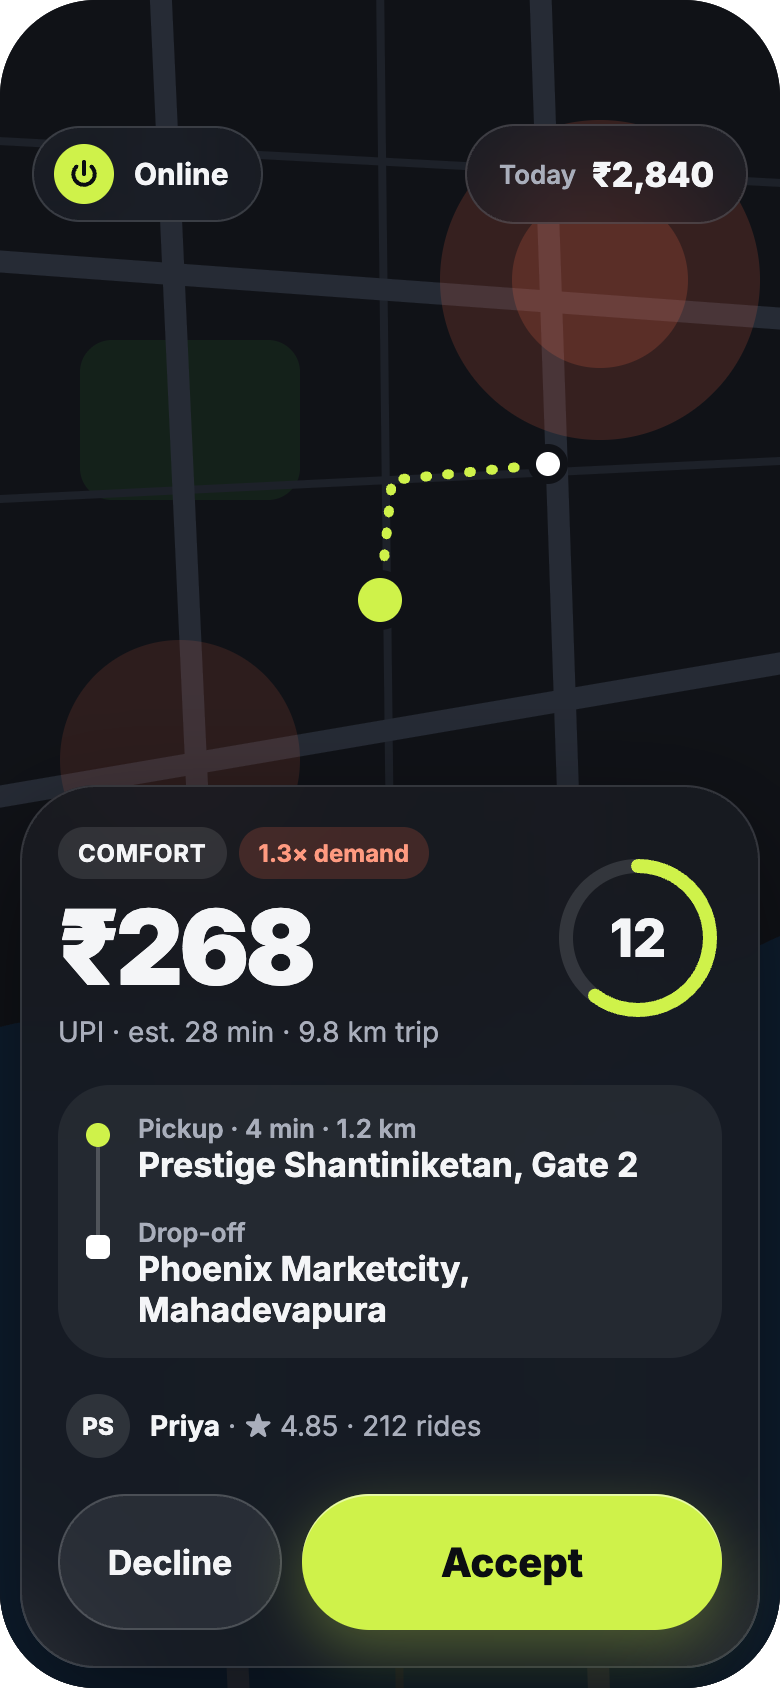 Online
Today ₹2,840
COMFORT 1.3× demand
₹268
12
UPI · est. 28 min · 9.8 km trip
Pickup · 4 min · 1.2 km
Prestige Shantiniketan, Gate 2
Drop-off
Phoenix Marketcity,
Mahadevapura
PS Priya · ★ 4.85 · 212 rides
Decline
Accept